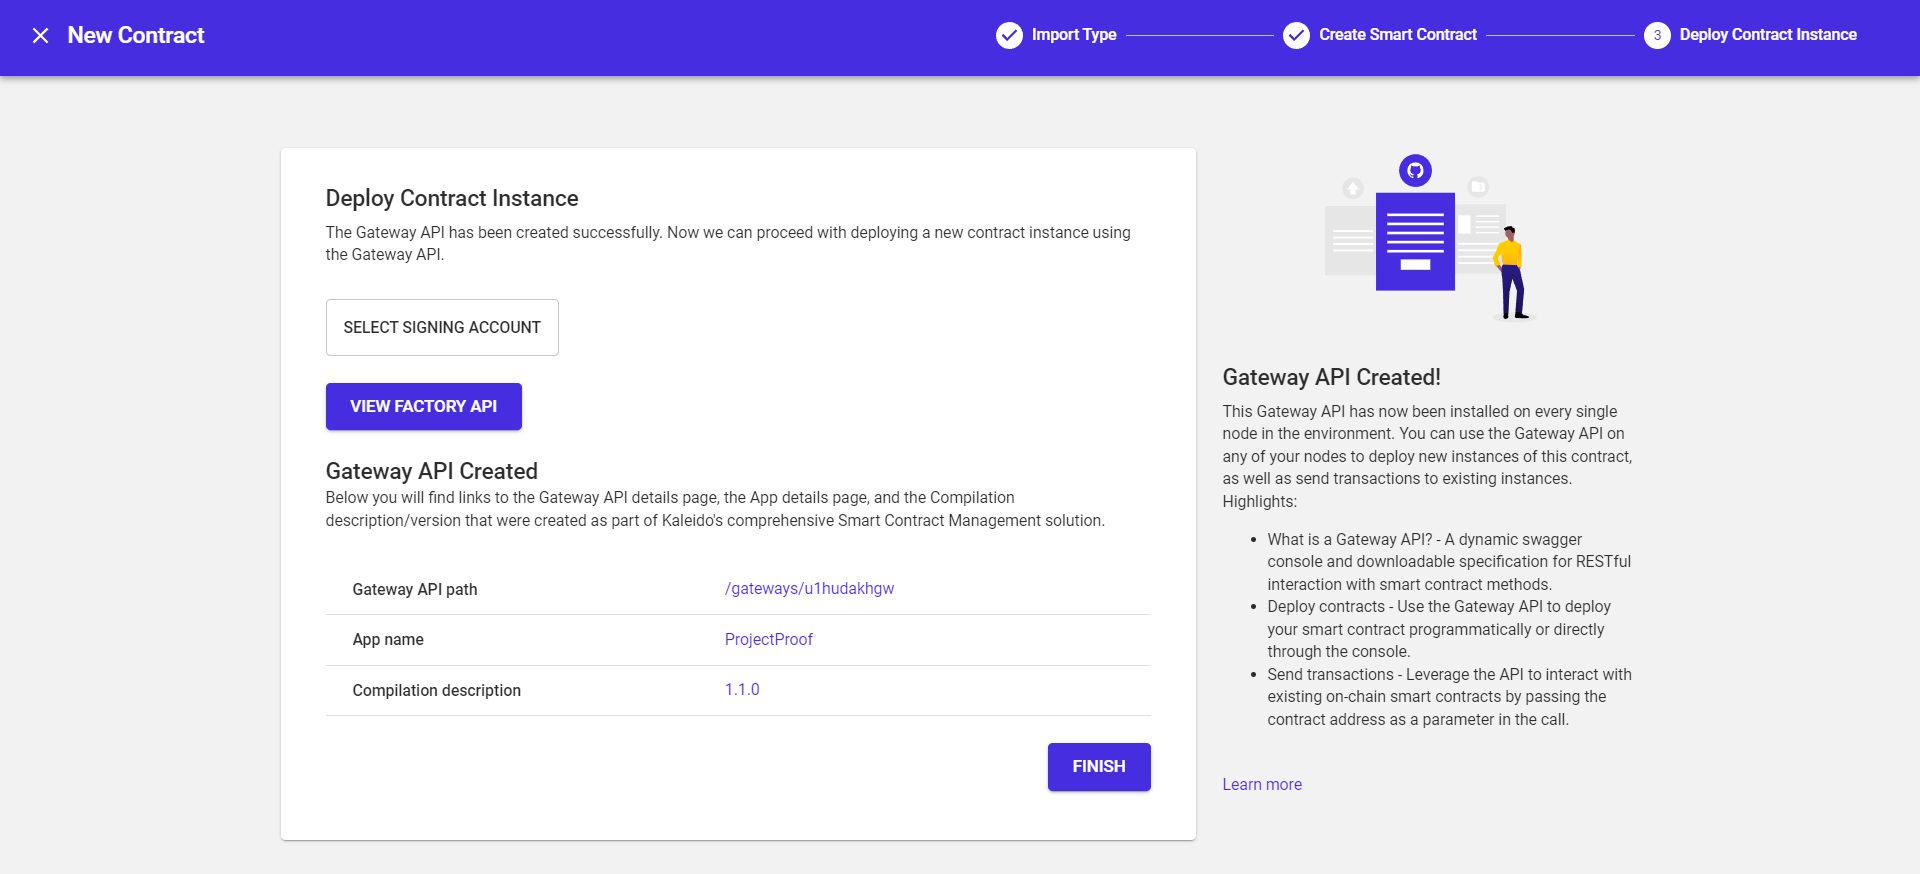 New Contract
Import Type
Create Smart Contract
3 Deploy Contract Instance
Deploy Contract Instance
The Gateway API has been created successfully. Now we can proceed with deploying a new contract instance using
the Gateway API.
SELECT SIGNING ACCOUNT
VIEW FACTORY API
Gateway API Created
Below you will find links to the Gateway API details page, the App details page, and the Compilation
description/version that were created as part of Kaleido's comprehensive Smart Contract Management solution.
Gateway API path /gateways/u1hudakhgw
App name ProjectProof
Compilation description 1.1.0
FINISH
Gateway API Created!
This Gateway API has now been installed on every single
node in the environment. You can use the Gateway API on
any of your nodes to deploy new instances of this contract,
as well as send transactions to existing instances.
Highlights:
• What is a Gateway API? - A dynamic swagger
console and downloadable specification for RESTful
interaction with smart contract methods.
• Deploy contracts - Use the Gateway API to deploy
your smart contract programmatically or directly
through the console.
• Send transactions - Leverage the API to interact with
existing on-chain smart contracts by passing the
contract address as a parameter in the call.
Learn more